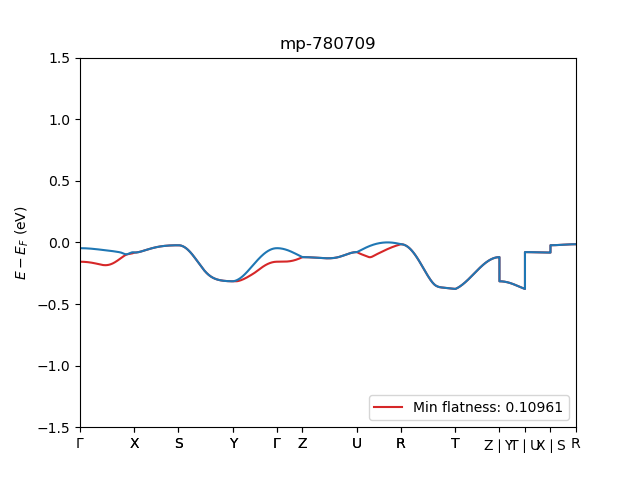 mp-780709
E − E_F (eV)
1.5
1.0
0.5
0.0
−0.5
−1.0
−1.5
Min flatness: 0.10961
Γ X S Y Γ Z U R T Z | Y T | U X | S R